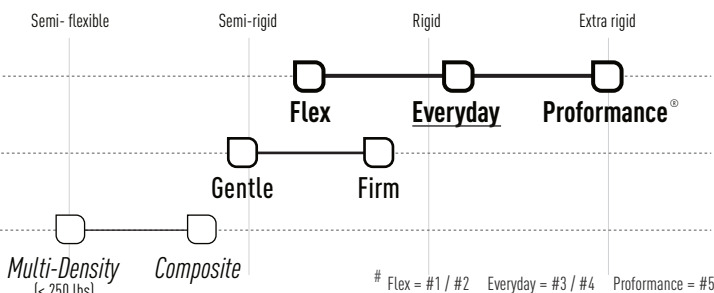 Semi- flexible Semi-rigid Rigid Extra rigid
Flex Everyday Proformance®
Gentle Firm
Multi-Density Composite
(< 250 lbs)
# Flex = #1 / #2 Everyday = #3 / #4 Proformance = #5